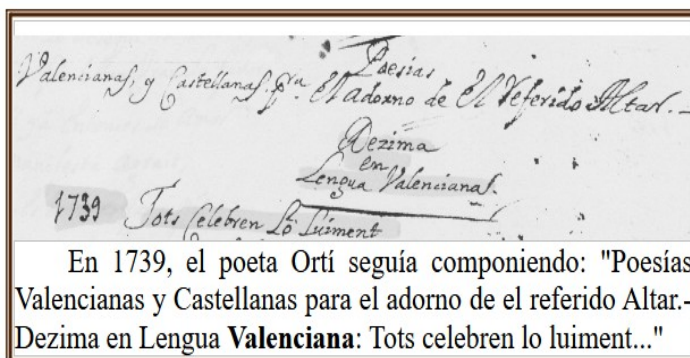 Poesias
Valencianas, y Castellanas. Pra. El adorno de El Referido Altar.-
Dezima
en
Lengua Valenciana.
1739 Tots Celebren Lo Luiment
En 1739, el poeta Ortí seguía componiendo: "Poesías
Valencianas y Castellanas para el adorno de el referido Altar.-
Dezima en Lengua Valenciana: Tots celebren lo luiment..."